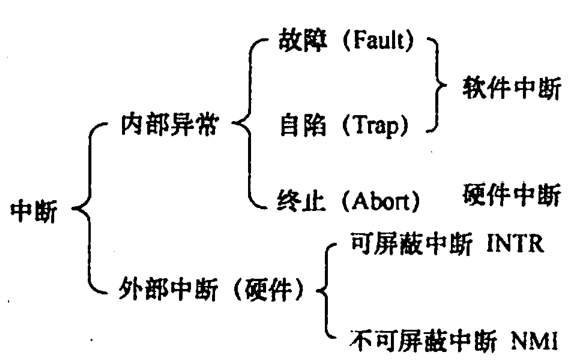 故障（Fault）
软件中断
内部异常
自陷（Trap）
中断
终止（Abort）
硬件中断
可屏蔽中断 INTR
外部中断（硬件）
不可屏蔽中断 NMI